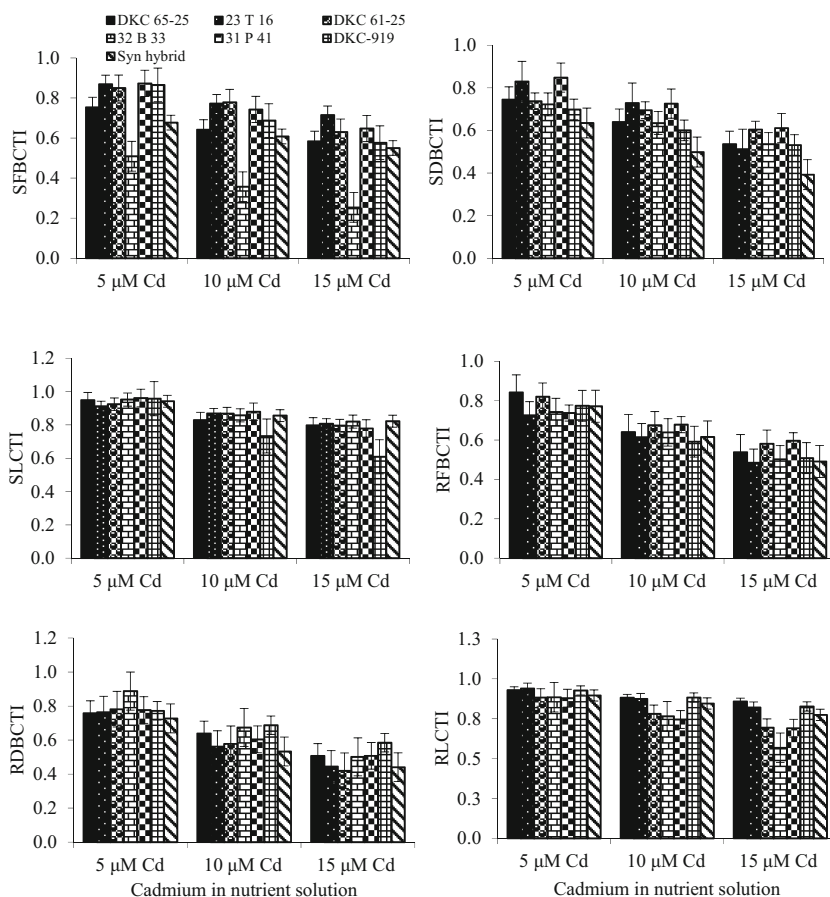 DKC 65-25 23 T 16 DKC 61-25
32 B 33 31 P 41 DKC-919
Syn hybrid
SFBCTI
1.0
0.8
0.6
0.4
0.2
0.0
5 μM Cd 10 μM Cd 15 μM Cd
SDBCTI
1.0
0.8
0.6
0.4
0.2
0.0
5 μM Cd 10 μM Cd 15 μM Cd
SLCTI
1.2
1.0
0.8
0.6
0.4
0.2
0.0
5 μM Cd 10 μM Cd 15 μM Cd
RFBCTI
1.0
0.8
0.6
0.4
0.2
0.0
5 μM Cd 10 μM Cd 15 μM Cd
RDBCTI
1.2
1.0
0.8
0.6
0.4
0.2
0.0
5 μM Cd 10 μM Cd 15 μM Cd
Cadmium in nutrient solution
RLCTI
1.3
1.0
0.8
0.5
0.3
0.0
5 μM Cd 10 μM Cd 15 μM Cd
Cadmium in nutrient solution